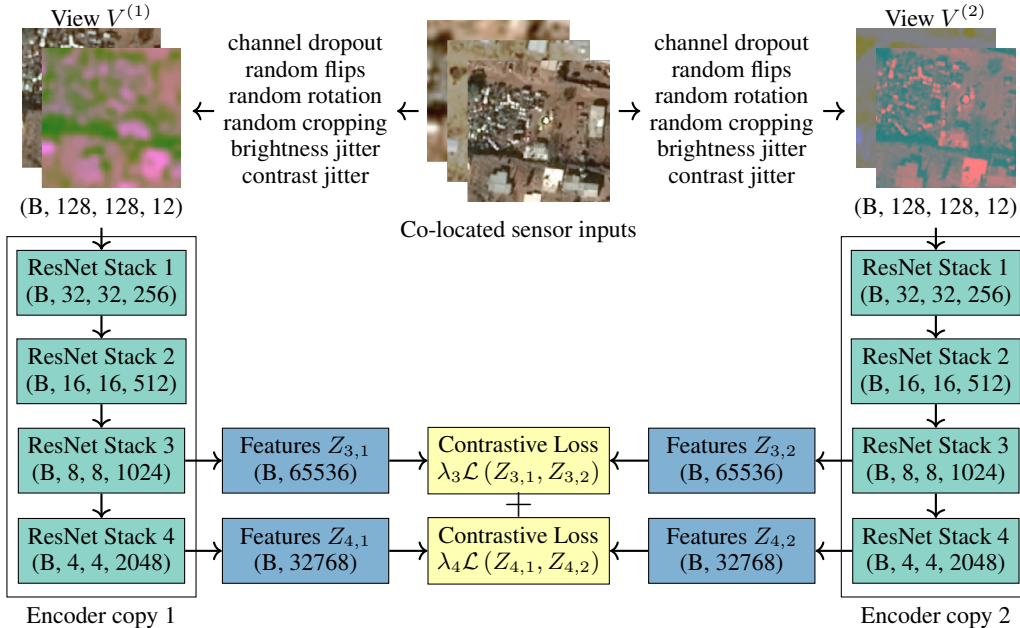 View V^{(1)}
channel dropout
random flips
random rotation
random cropping
brightness jitter
contrast jitter
channel dropout
random flips
random rotation
random cropping
brightness jitter
contrast jitter
View V^{(2)}
(B, 128, 128, 12)
Co-located sensor inputs
(B, 128, 128, 12)
ResNet Stack 1
(B, 32, 32, 256)
ResNet Stack 2
(B, 16, 16, 512)
ResNet Stack 3
(B, 8, 8, 1024)
ResNet Stack 4
(B, 4, 4, 2048)
Encoder copy 1
Features Z_{3,1}
(B, 65536)
Features Z_{4,1}
(B, 32768)
Contrastive Loss
λ_3 ℒ (Z_{3,1}, Z_{3,2})
+
Contrastive Loss
λ_4 ℒ (Z_{4,1}, Z_{4,2})
Features Z_{3,2}
(B, 65536)
Features Z_{4,2}
(B, 32768)
ResNet Stack 1
(B, 32, 32, 256)
ResNet Stack 2
(B, 16, 16, 512)
ResNet Stack 3
(B, 8, 8, 1024)
ResNet Stack 4
(B, 4, 4, 2048)
Encoder copy 2